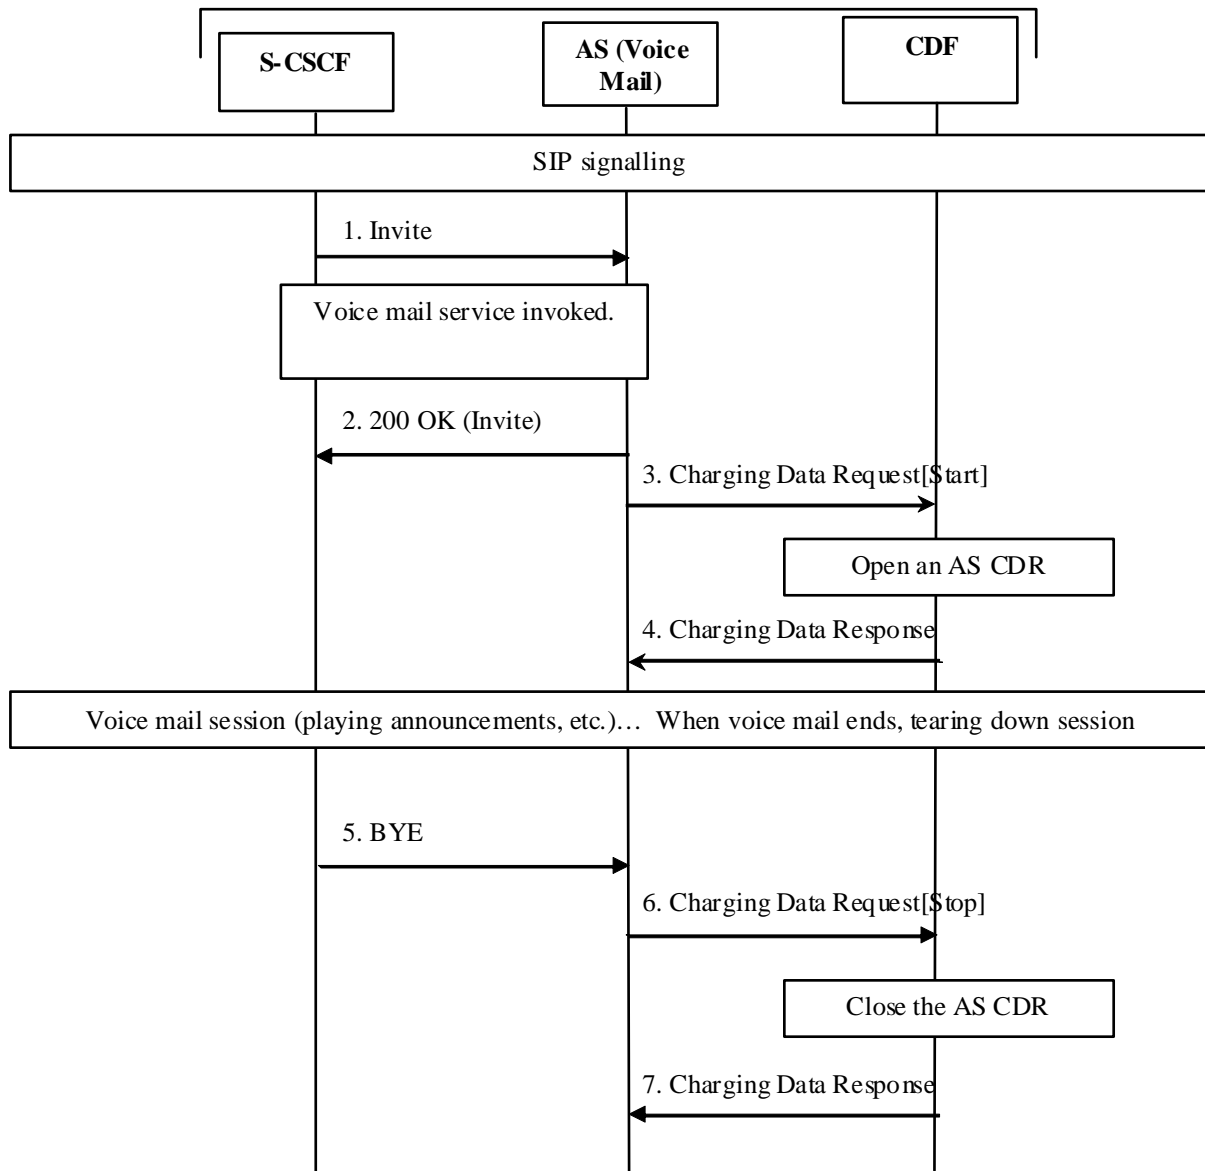 S-CSCF
AS (Voice
Mail)
CDF
SIP signalling
1. Invite
Voice mail service invoked.
2. 200 OK (Invite)
3. Charging Data Request[Start]
Open an AS CDR
4. Charging Data Response
Voice mail session (playing announcements, etc.)… When voice mail ends, tearing down session
5. BYE
6. Charging Data Request[Stop]
Close the AS CDR
7. Charging Data Response